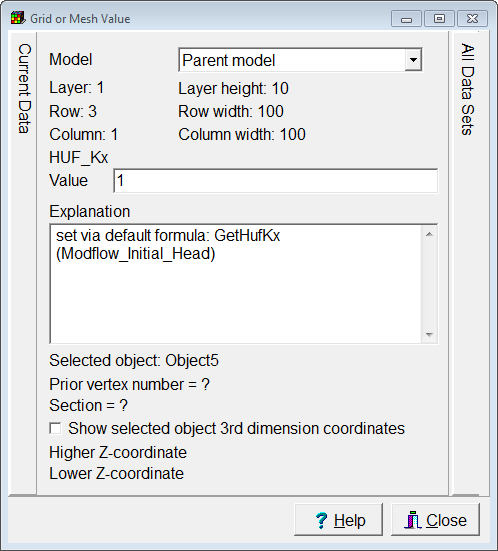 Grid or Mesh Value
Current Data
All Data Sets
Model Parent model
Layer: 1 Layer height: 10
Row: 3 Row width: 100
Column: 1 Column width: 100
HUF_Kx
Value 1
Explanation
set via default formula: GetHufKx
(Modflow_Initial_Head)
Selected object: Object5
Prior vertex number = ?
Section = ?
Show selected object 3rd dimension coordinates
Higher Z-coordinate
Lower Z-coordinate
? Help Close